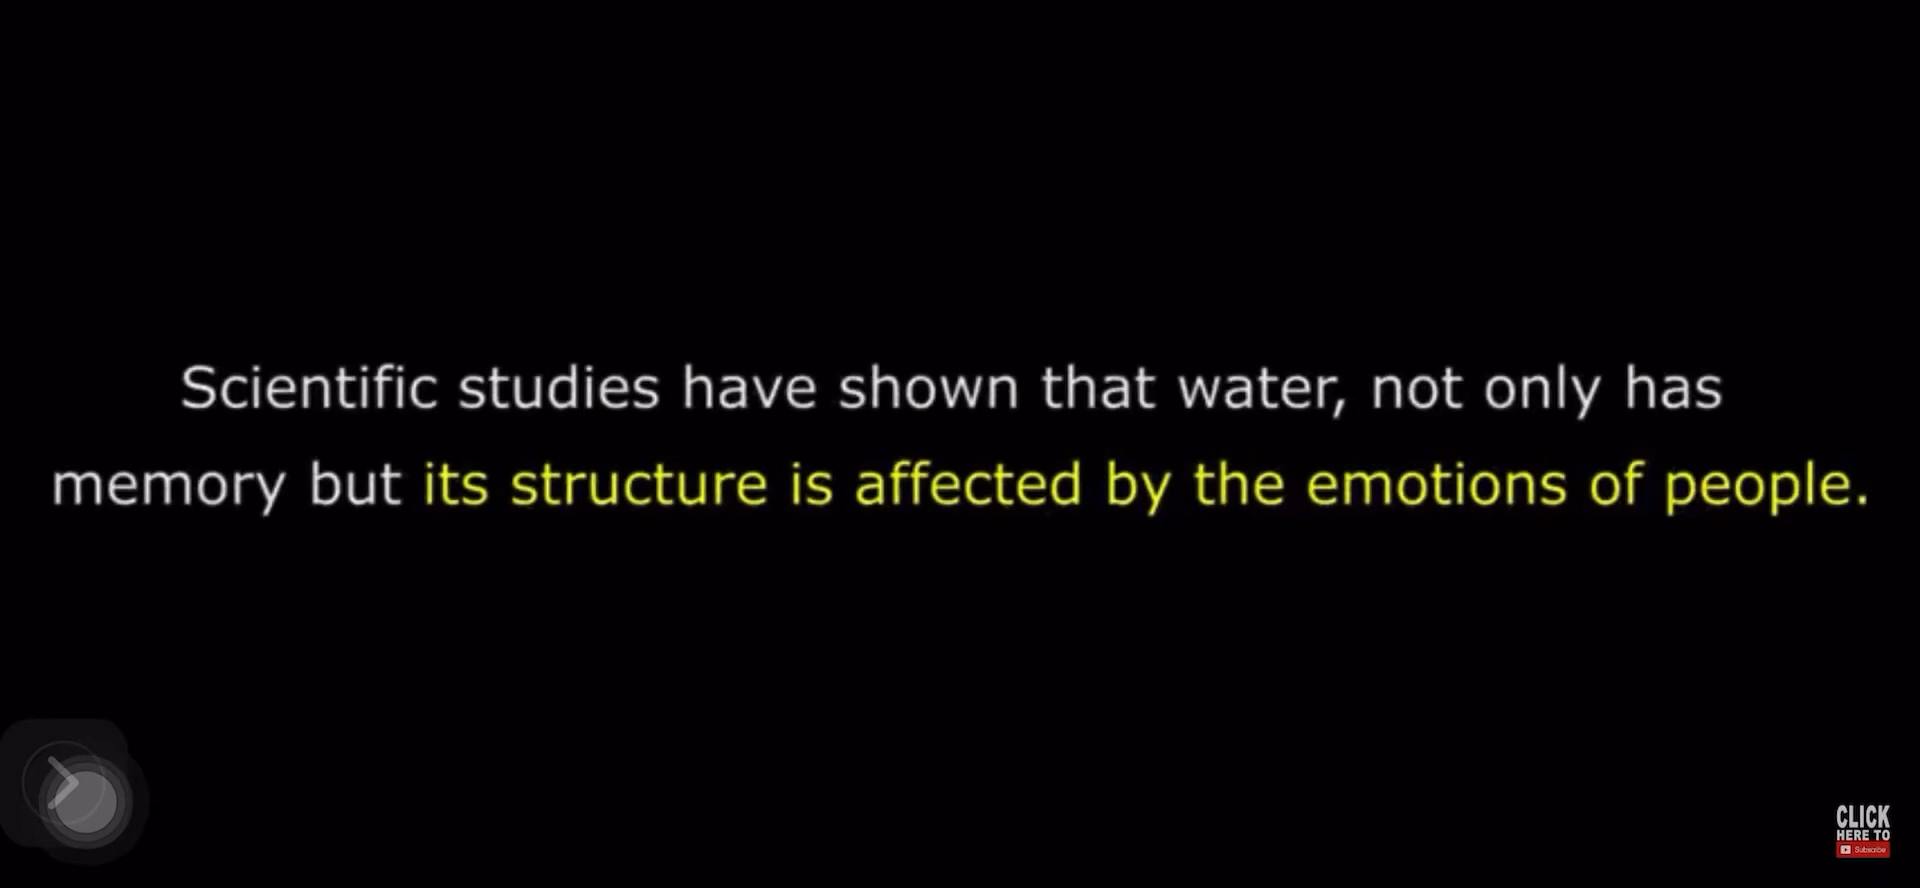 Scientific studies have shown that water, not only has
memory but its structure is affected by the emotions of people.
CLICK
HERE TO
Subscribe